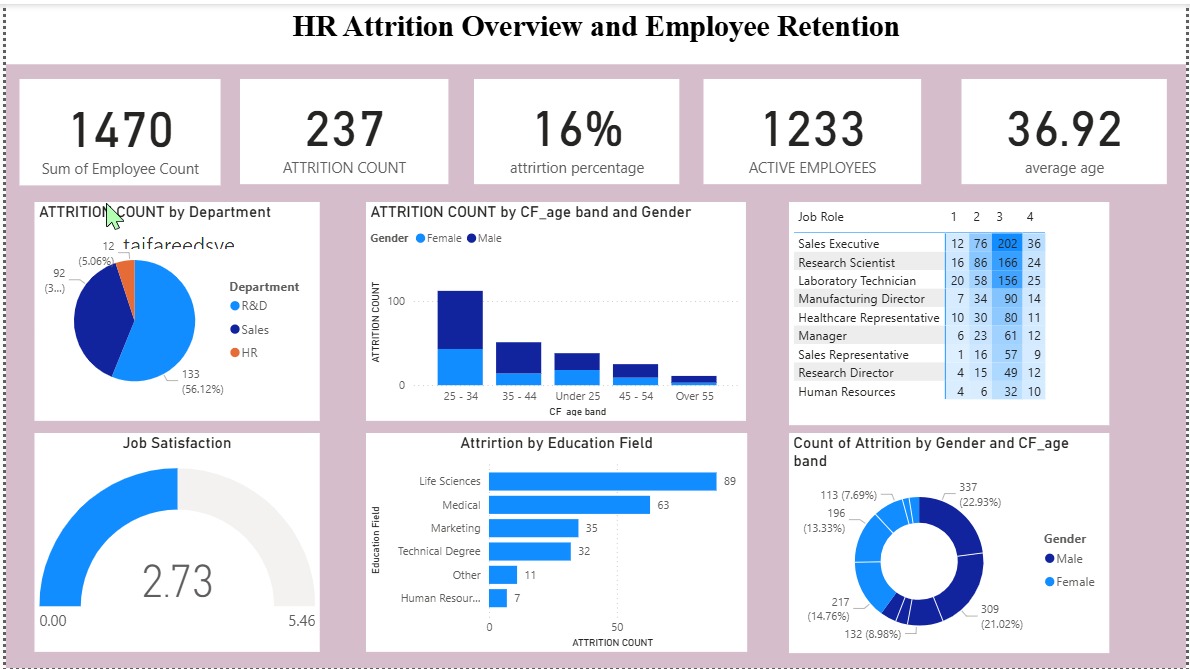 HR Attrition Overview and Employee Retention
1470
Sum of Employee Count
237
ATTRITION COUNT
16%
attrirtion percentage
1233
ACTIVE EMPLOYEES
36.92
average age
ATTRITION COUNT by Department
12
(5.06%)
92
(3...)
133
(56.12%)
Department
R&D
Sales
HR
ATTRITION COUNT by CF_age band and Gender
Gender Female Male
ATTRITION COUNT
100
0
25 - 34 35 - 44 Under 25 45 - 54 Over 55
CF_age band
Job Role 1 2 3 4
Sales Executive 12 76 202 36
Research Scientist 16 86 166 24
Laboratory Technician 20 58 156 25
Manufacturing Director 7 34 90 14
Healthcare Representative 10 30 80 11
Manager 6 23 61 12
Sales Representative 1 16 57 9
Research Director 4 15 49 12
Human Resources 4 6 32 10
Job Satisfaction
2.73
0.00 5.46
Attrirtion by Education Field
Education Field
Life Sciences 89
Medical 63
Marketing 35
Technical Degree 32
Other 11
Human Resour... 7
0 50
ATTRITION COUNT
Count of Attrition by Gender and CF_age
band
337
(22.93%)
309
(21.02%)
132 (8.98%)
217
(14.76%)
196
(13.33%)
113 (7.69%)
Gender
Male
Female